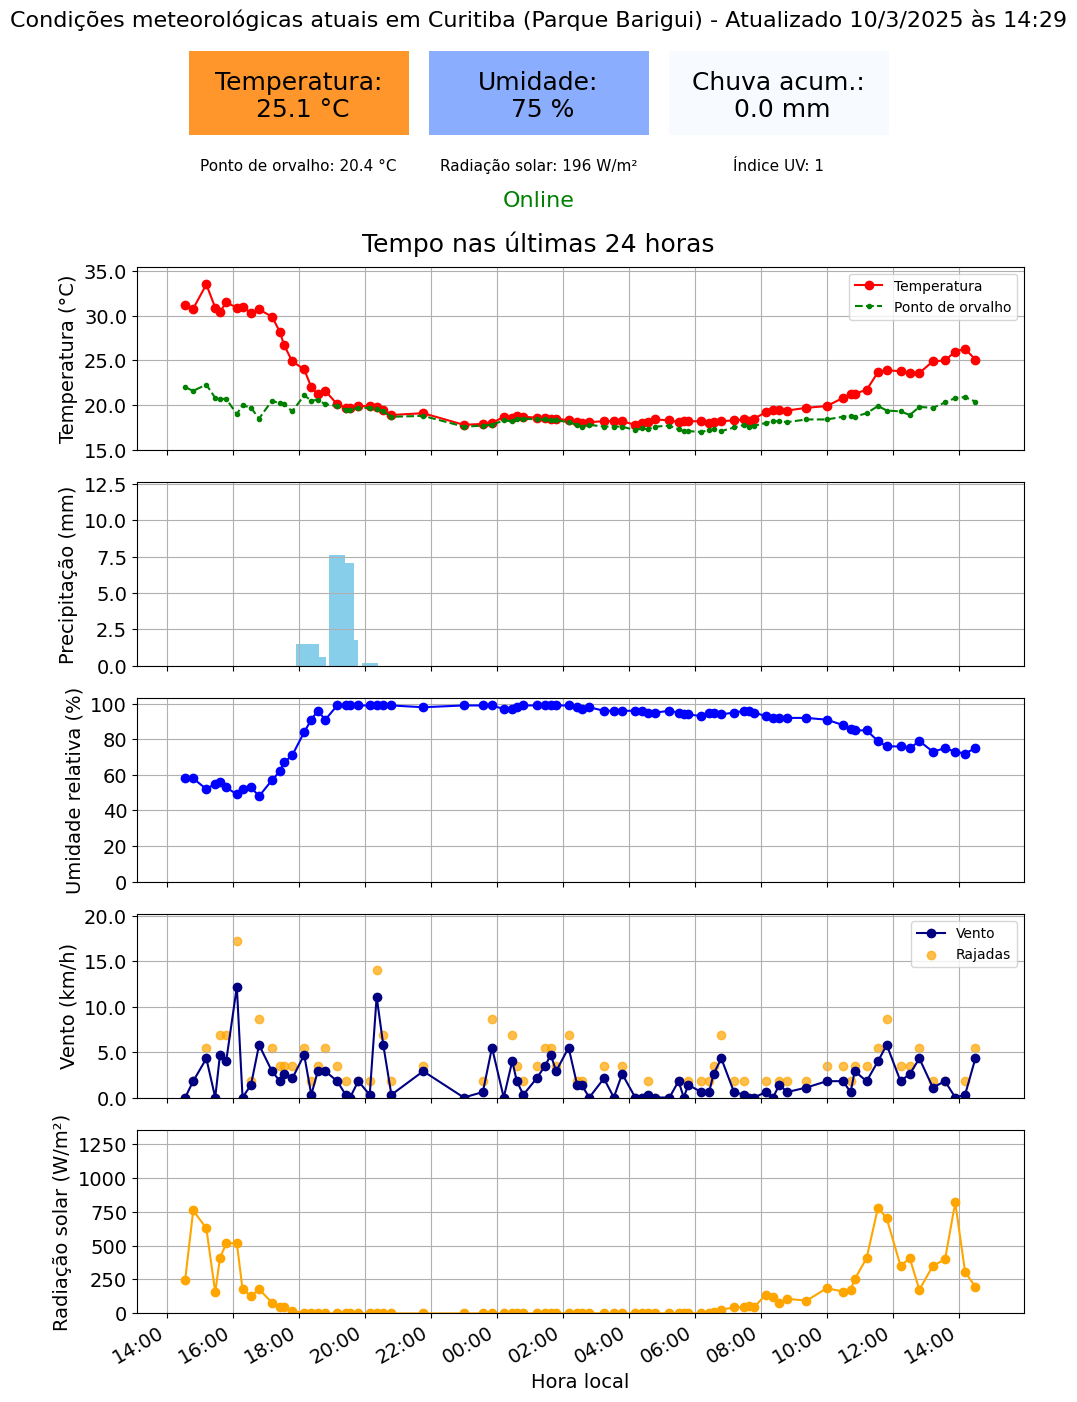 Condições meteorológicas atuais em Curitiba (Parque Barigui) - Atualizado 10/3/2025 às 14:29
Temperatura:
25.1 °C
Umidade:
75 %
Chuva acum.:
0.0 mm
Ponto de orvalho: 20.4 °C
Radiação solar: 196 W/m²
Índice UV: 1
Online
Tempo nas últimas 24 horas
Temperatura (°C)
35.0
30.0
25.0
20.0
15.0
Temperatura
Ponto de orvalho
Precipitação (mm)
12.5
10.0
7.5
5.0
2.5
0.0
Umidade relativa (%)
100
80
60
40
20
0
Vento (km/h)
20.0
15.0
10.0
5.0
0.0
Vento
Rajadas
Radiação solar (W/m²)
1250
1000
750
500
250
0
14:00
16:00
18:00
20:00
22:00
00:00
02:00
04:00
06:00
08:00
10:00
12:00
14:00
Hora local